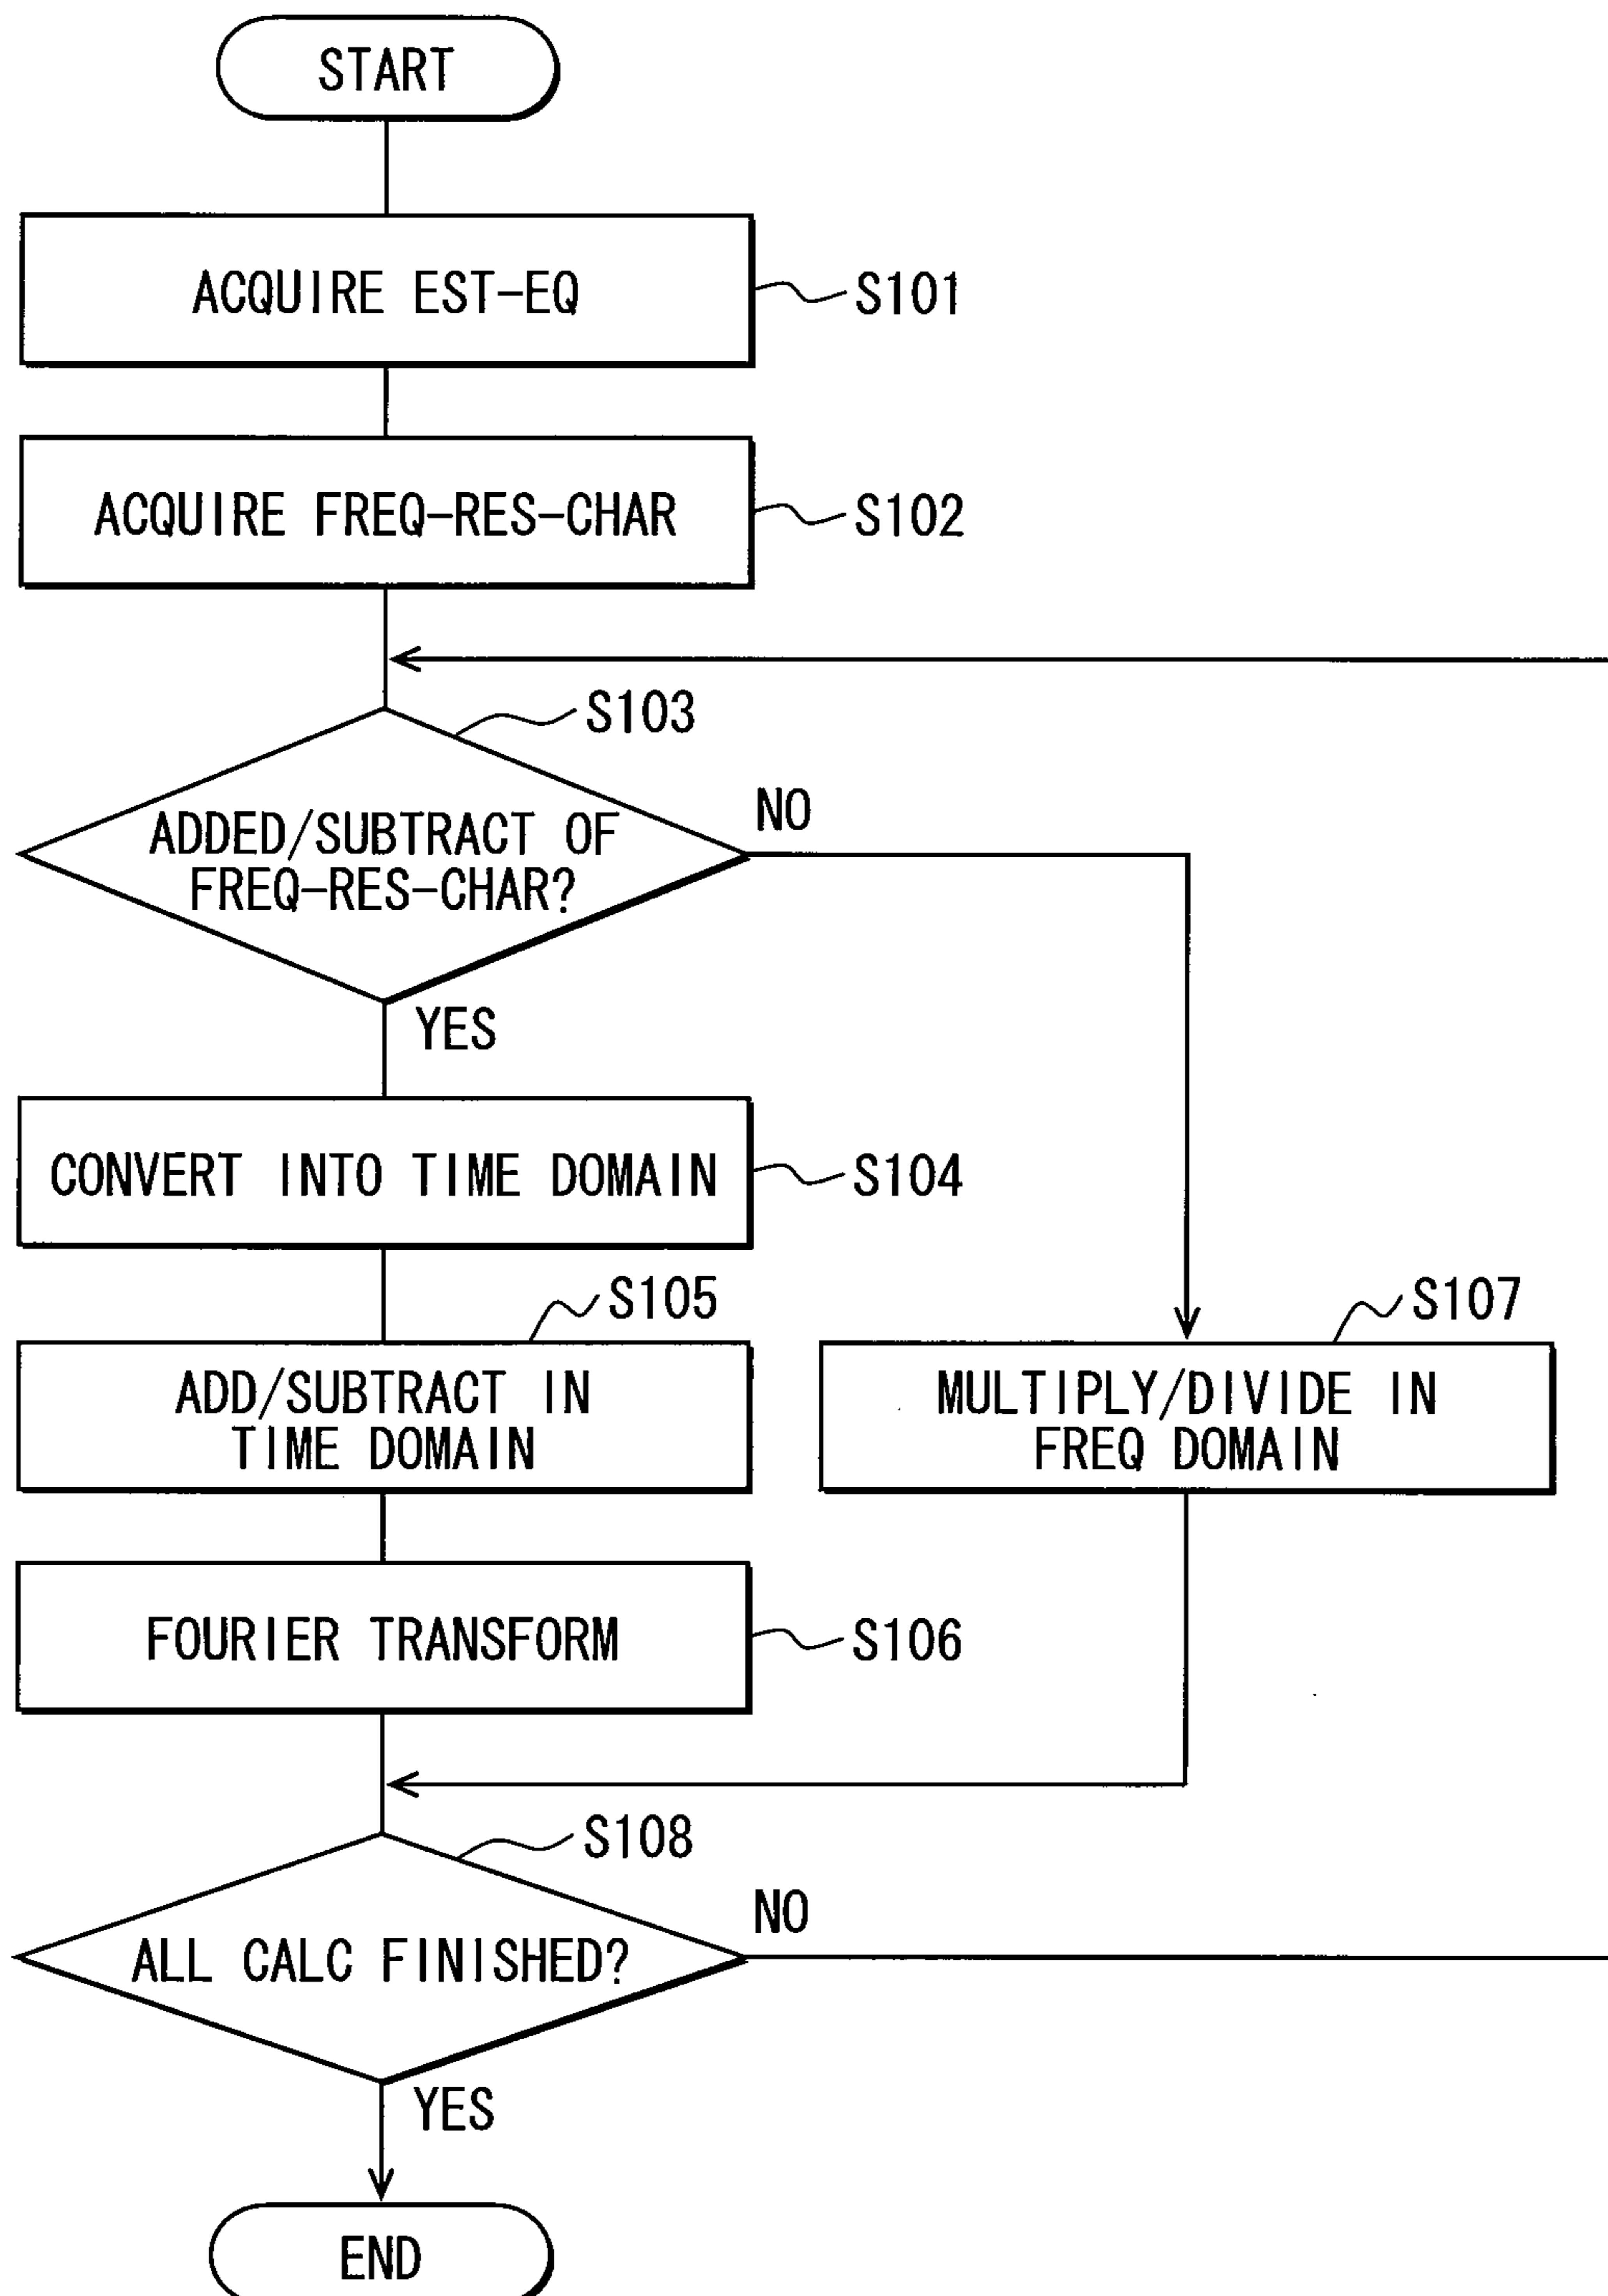 START
ACQUIRE EST-EQ
S101
ACQUIRE FREQ-RES-CHAR
S102
S103
ADDED/SUBTRACT OF
FREQ-RES-CHAR?
NO
YES
CONVERT INTO TIME DOMAIN
S104
S105
ADD/SUBTRACT IN
TIME DOMAIN
S107
MULTIPLY/DIVIDE IN
FREQ DOMAIN
FOURIER TRANSFORM
S106
S108
ALL CALC FINISHED?
NO
YES
END